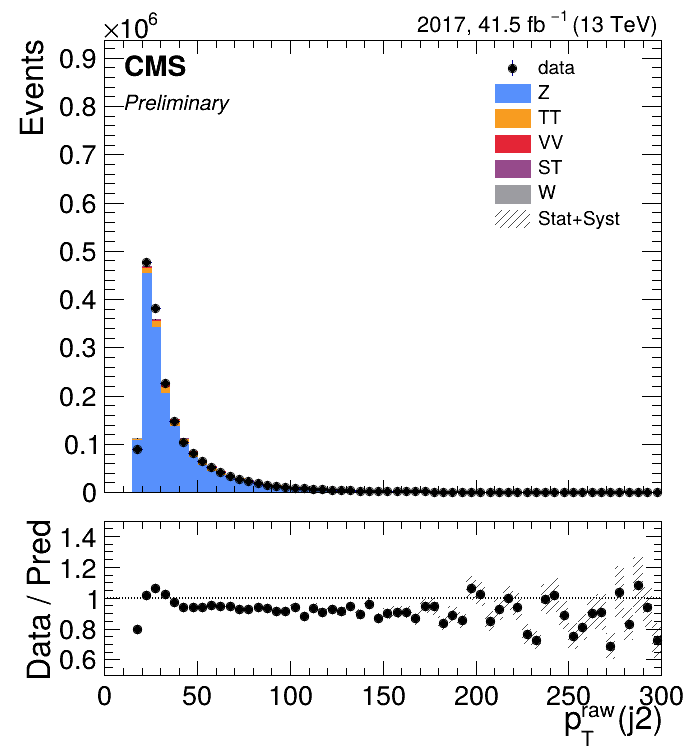 ×10^6
2017, 41.5 fb^-1 (13 TeV)
CMS
Preliminary
Events
0.9
0.8
0.7
0.6
0.5
0.4
0.3
0.2
0.1
0
data
Z
TT
VV
ST
W
Stat+Syst
Data / Pred
1.4
1.2
1
0.8
0.6
0 50 100 150 200 250 300
p_T^raw(j2)